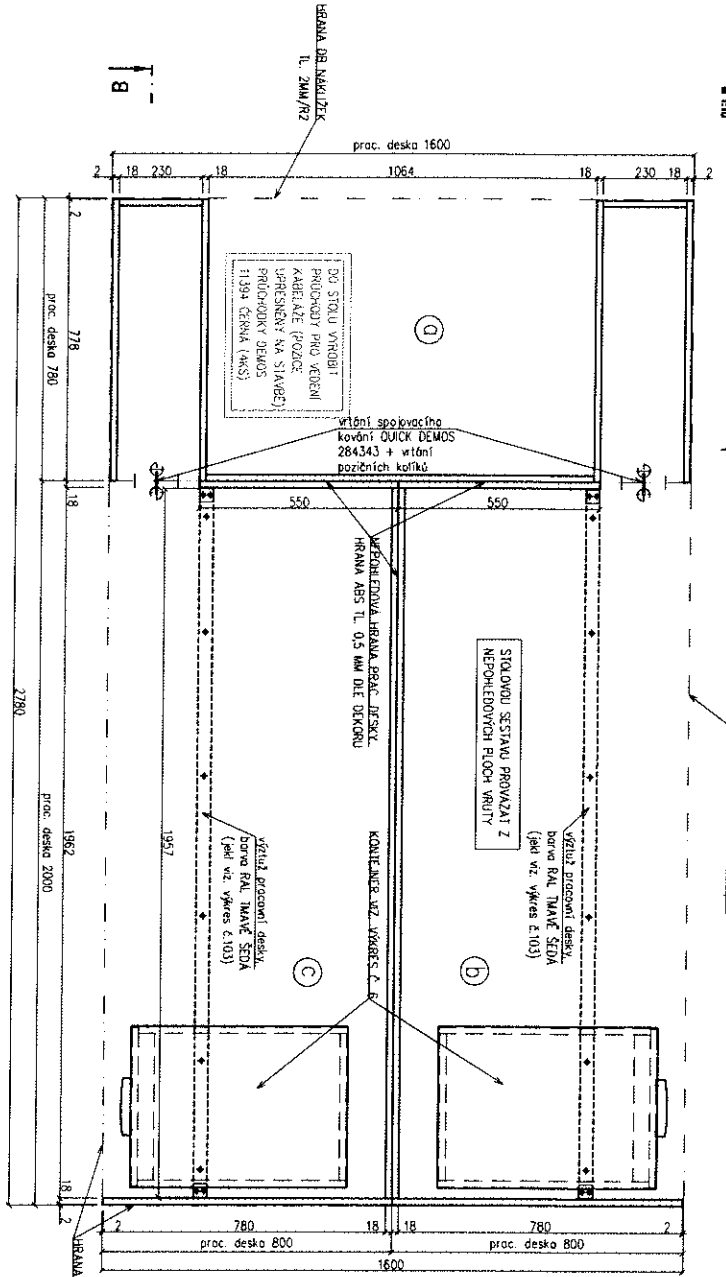 HRANA DB NÁKLIŽEK
TL. 2MM/R2
B
prac. deska 1600
2
18
230
18
1064
18
230
18
2
2
778
prac. deska 780
18
DO STOLU VYROBIT
PRŮCHODY PRO VEDENÍ
KABELÁŽE (POZICE
UPŘESNĚNY NA STAVBĚ)
PRŮCHODKY DEMOS
11394 ČERNÁ (4KS)
a
vrtání spojovacího
kování QUICK DEMOS
284343 + vrtání
pozičních kolíků
550
550
NEPOHLEDOVÁ HRANA PRAC. DESKY.
HRANA ABS TL. 0,5 MM DLE DEKORU
STOLOVOU SESTAVU PROVÁZAT Z
NEPOHLEDOVÝCH PLOCH VRUTY
výztuž pracovní desky.
barva RAL TMAVĚ ŠEDÁ
(jekl viz. výkres č.103)
výztuž pracovní desky.
barva RAL TMAVĚ ŠEDÁ
(jekl viz. výkres č.103)
KONTEJNER VIZ. VÝKRES Č. 6
c
b
1957
1962
prac. deska 2000
2780
18
2
2
780
18
18
780
2
prac. deska 800
prac. deska 800
1600
HRANA